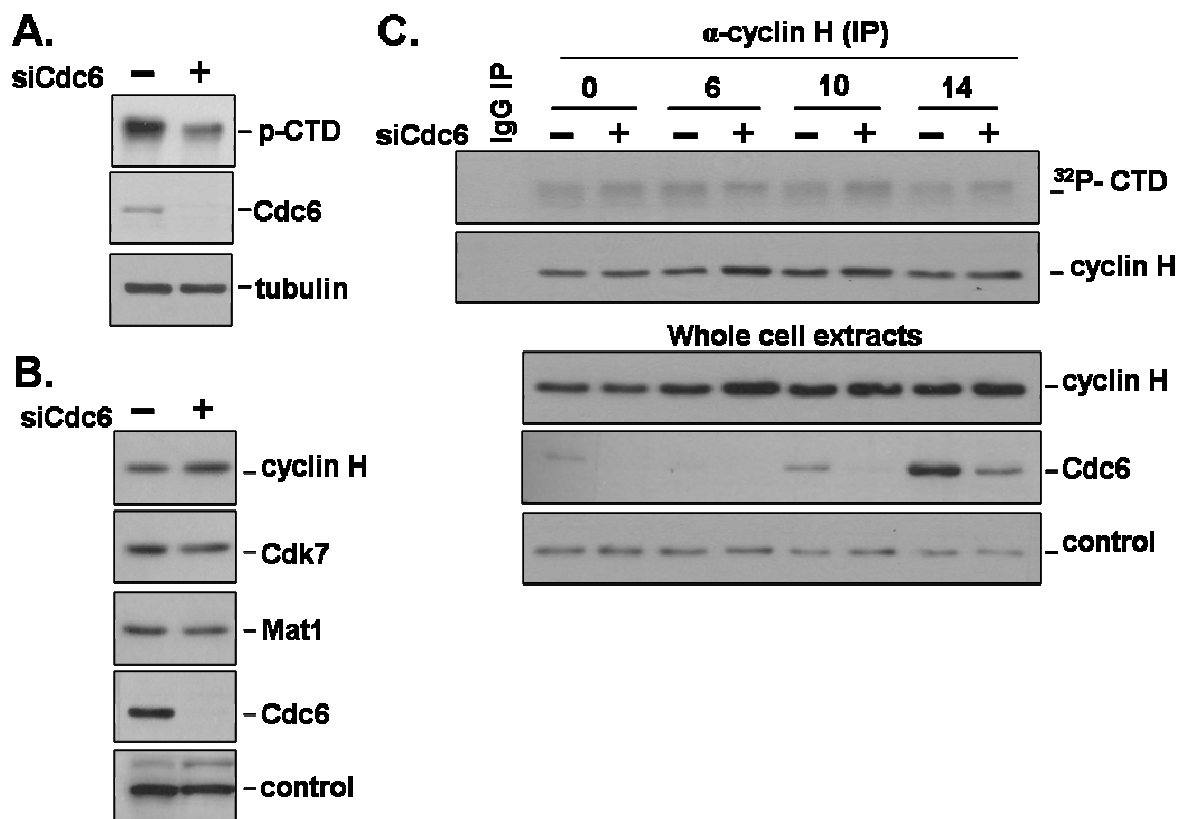 A.
siCdc6 − +
p-CTD
Cdc6
tubulin
B.
siCdc6 − +
cyclin H
Cdk7
Mat1
Cdc6
control
C.
α-cyclin H (IP)
IgG IP
0 6 10 14
siCdc6 − + − + − + − +
³²P- CTD
cyclin H
Whole cell extracts
cyclin H
Cdc6
control